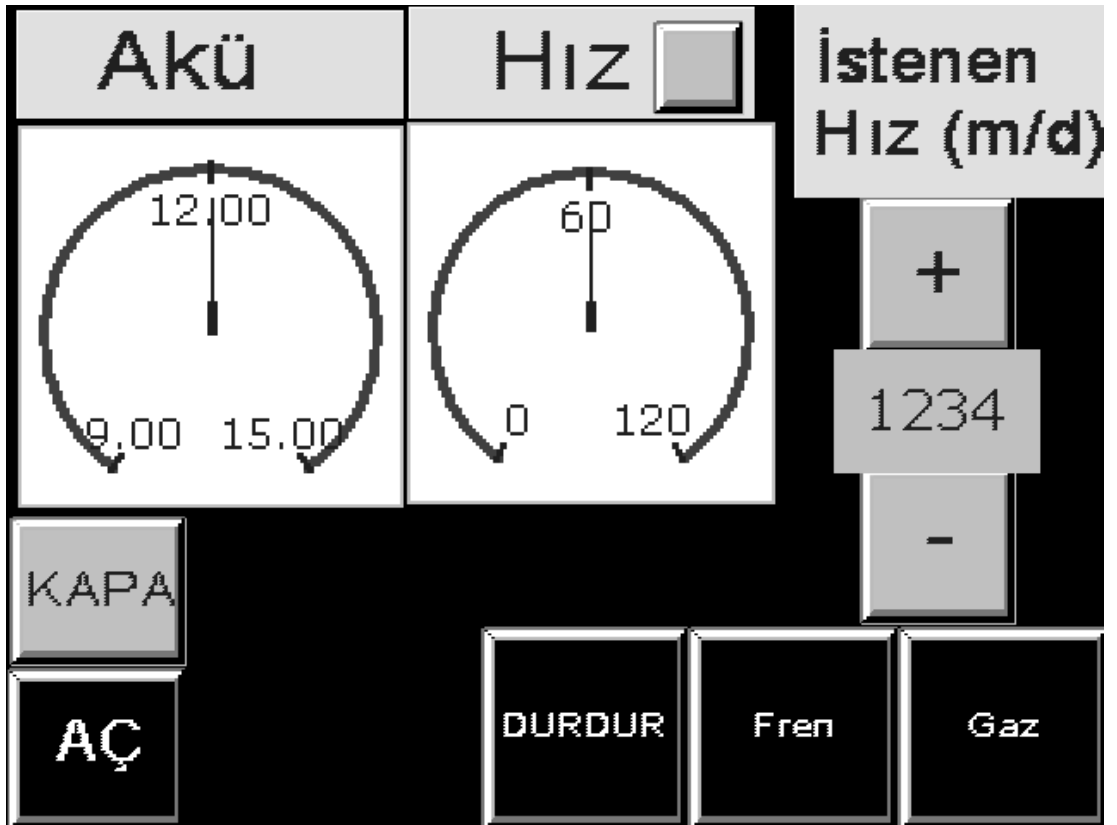 Akü
Hız
İstenen
Hız (m/d)
12.00
9.00 15.00
60
0 120
+
1234
-
KAPA
AÇ
DURDUR
Fren
Gaz